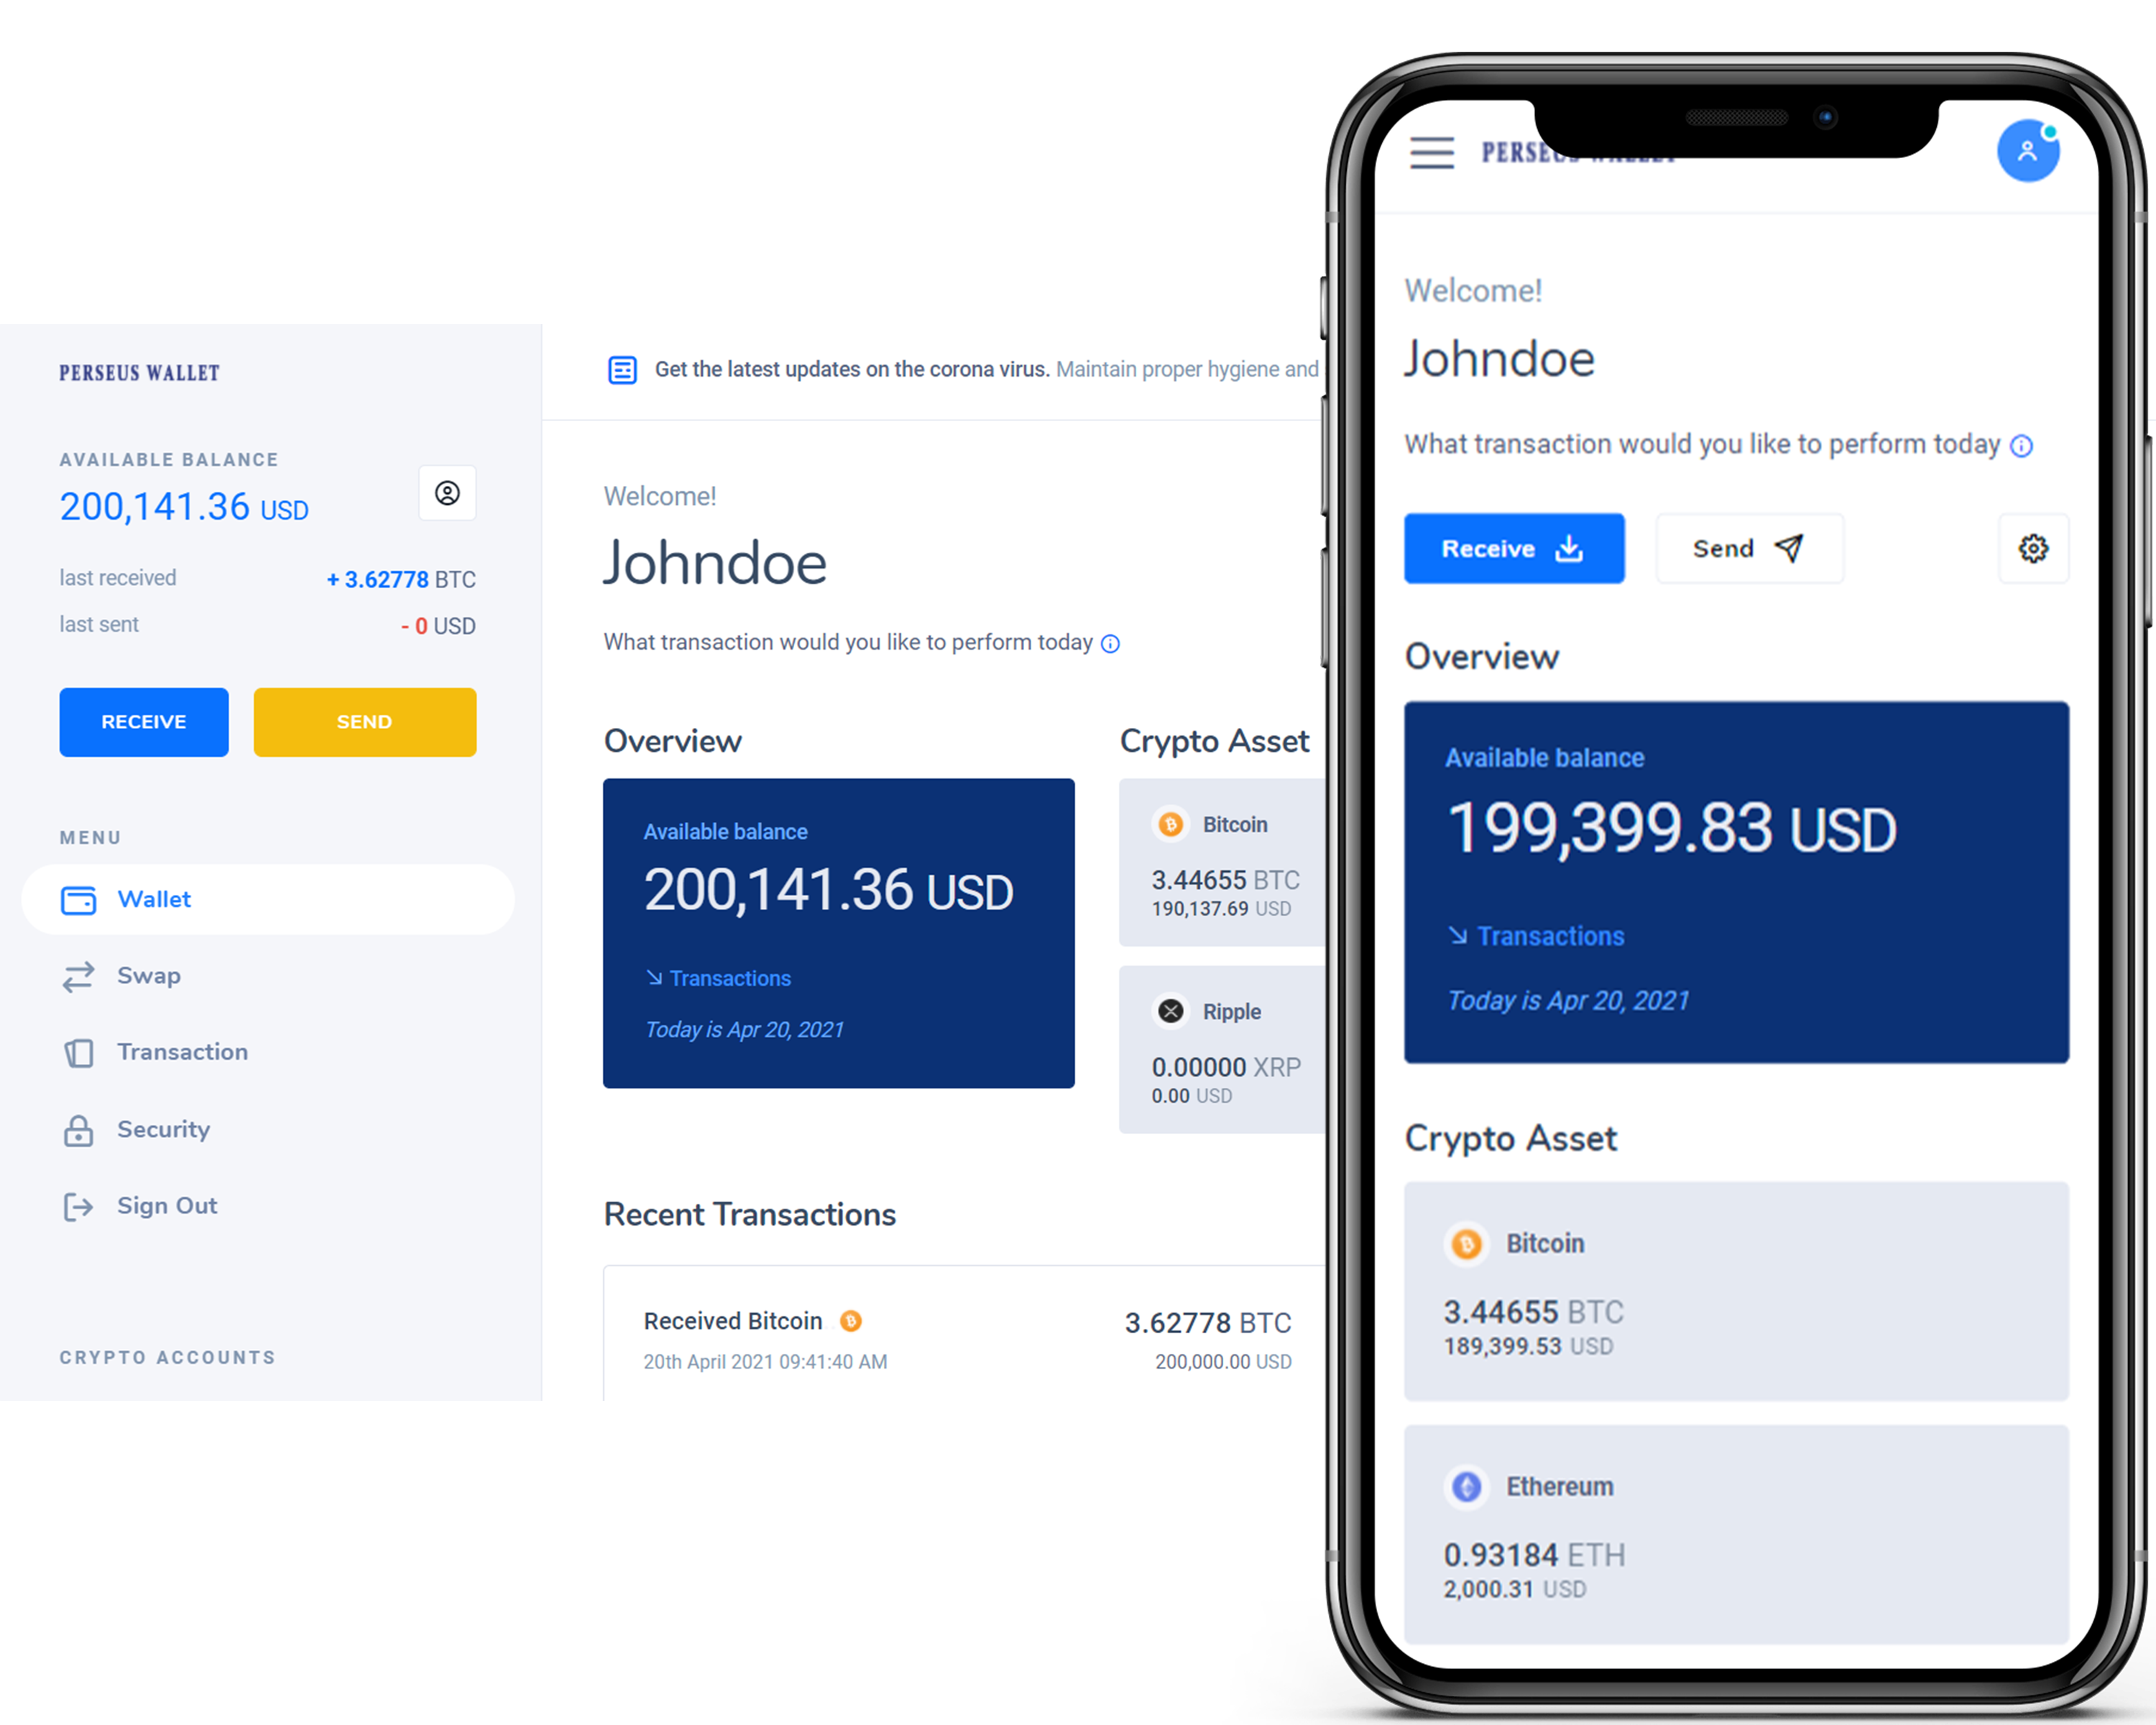 PERSEUS WALLET
AVAILABLE BALANCE
200,141.36 USD
last received + 3.62778 BTC
last sent - 0 USD
RECEIVE SEND
MENU
Wallet
Swap
Transaction
Security
Sign Out
CRYPTO ACCOUNTS
Get the latest updates on the corona virus. Maintain proper hygiene and
Welcome!
Johndoe
What transaction would you like to perform today
Overview
Available balance
200,141.36 USD
Transactions
Today is Apr 20, 2021
Crypto Asset
Bitcoin
3.44655 BTC
190,137.69 USD
Ripple
0.00000 XRP
0.00 USD
Recent Transactions
Received Bitcoin 3.62778 BTC
20th April 2021 09:41:40 AM 200,000.00 USD
PERSEUS WALLET
Welcome!
Johndoe
What transaction would you like to perform today
Receive Send
Overview
Available balance
199,399.83 USD
Transactions
Today is Apr 20, 2021
Crypto Asset
Bitcoin
3.44655 BTC
189,399.53 USD
Ethereum
0.93184 ETH
2,000.31 USD